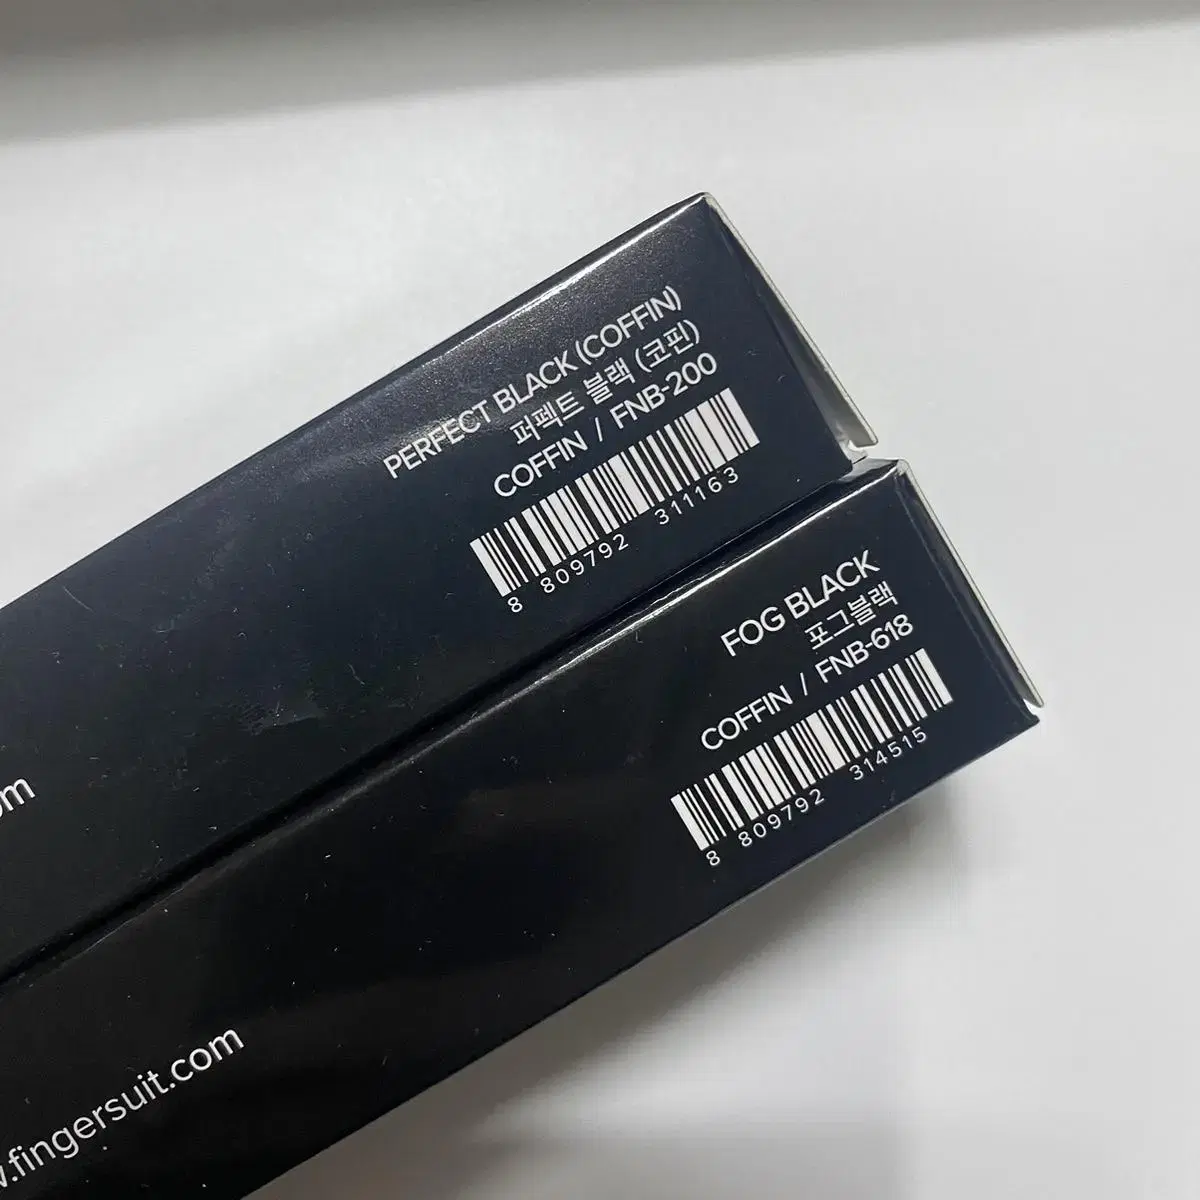 PERFECT BLACK (COFFIN)
퍼펙트 블랙 (코핀)
COFFIN / FNB-200
8 809792 311163
FOG BLACK
포그블랙
COFFIN / FNB-618
8 809792 314515
om
w.fingersuit.com